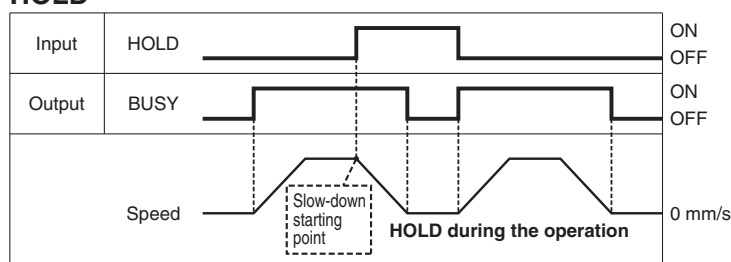 HOLD
Input HOLD ON
OFF
Output BUSY ON
OFF
Speed 0 mm/s
Slow-down
starting
point
HOLD during the operation